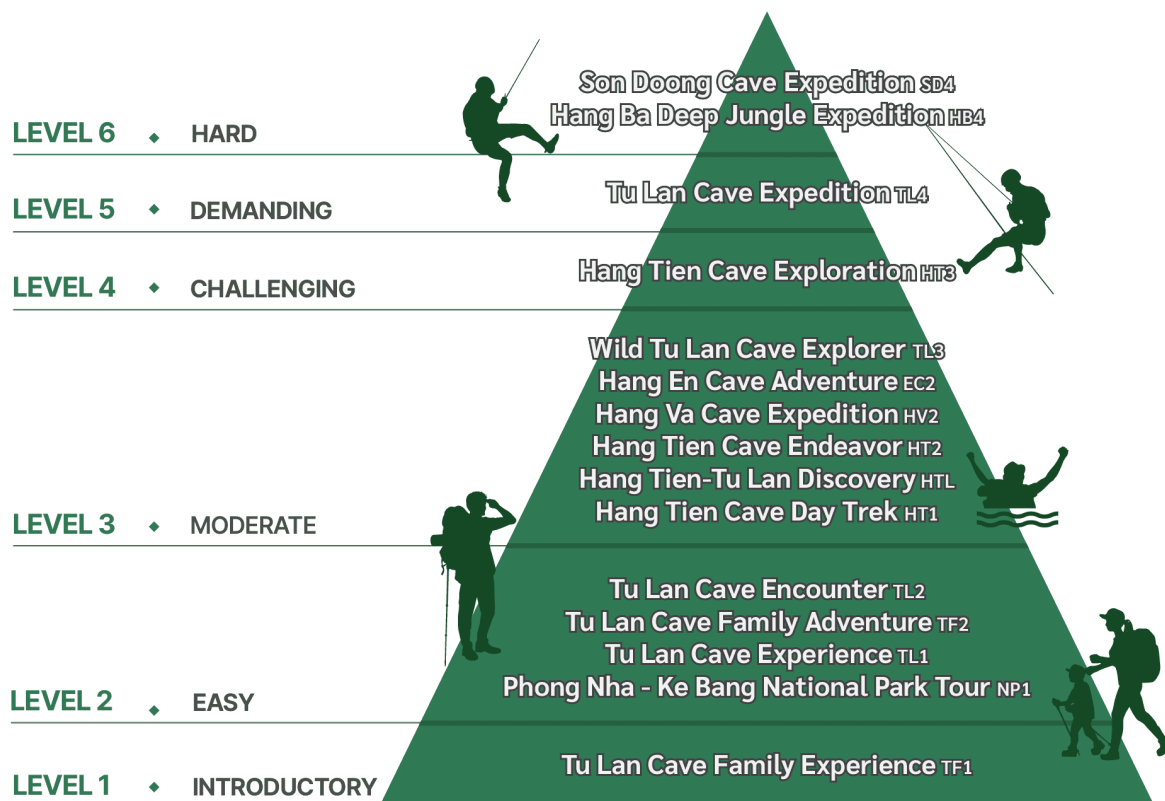 Son Doong Cave Expedition SD4
Hang Ba Deep Jungle Expedition HB4
LEVEL 6 ◆ HARD
Tu Lan Cave Expedition TL4
LEVEL 5 ◆ DEMANDING
Hang Tien Cave Exploration HT3
LEVEL 4 ◆ CHALLENGING
Wild Tu Lan Cave Explorer TL3
Hang En Cave Adventure EC2
Hang Va Cave Expedition HV2
Hang Tien Cave Endeavor HT2
Hang Tien-Tu Lan Discovery HTL
Hang Tien Cave Day Trek HT1
LEVEL 3 ◆ MODERATE
Tu Lan Cave Encounter TL2
Tu Lan Cave Family Adventure TF2
Tu Lan Cave Experience TL1
Phong Nha - Ke Bang National Park Tour NP1
LEVEL 2 ◆ EASY
Tu Lan Cave Family Experience TF1
LEVEL 1 ◆ INTRODUCTORY